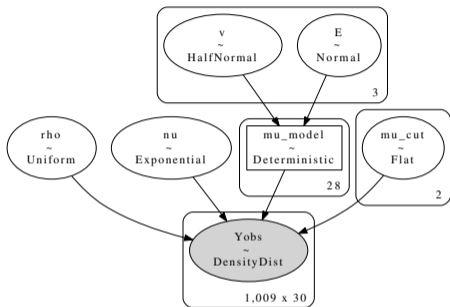 v
~
HalfNormal
E
~
Normal
3
rho
~
Uniform
nu
~
Exponential
mu_model
~
Deterministic
28
mu_cut
~
Flat
2
Yobs
~
DensityDist
1,009 x 30